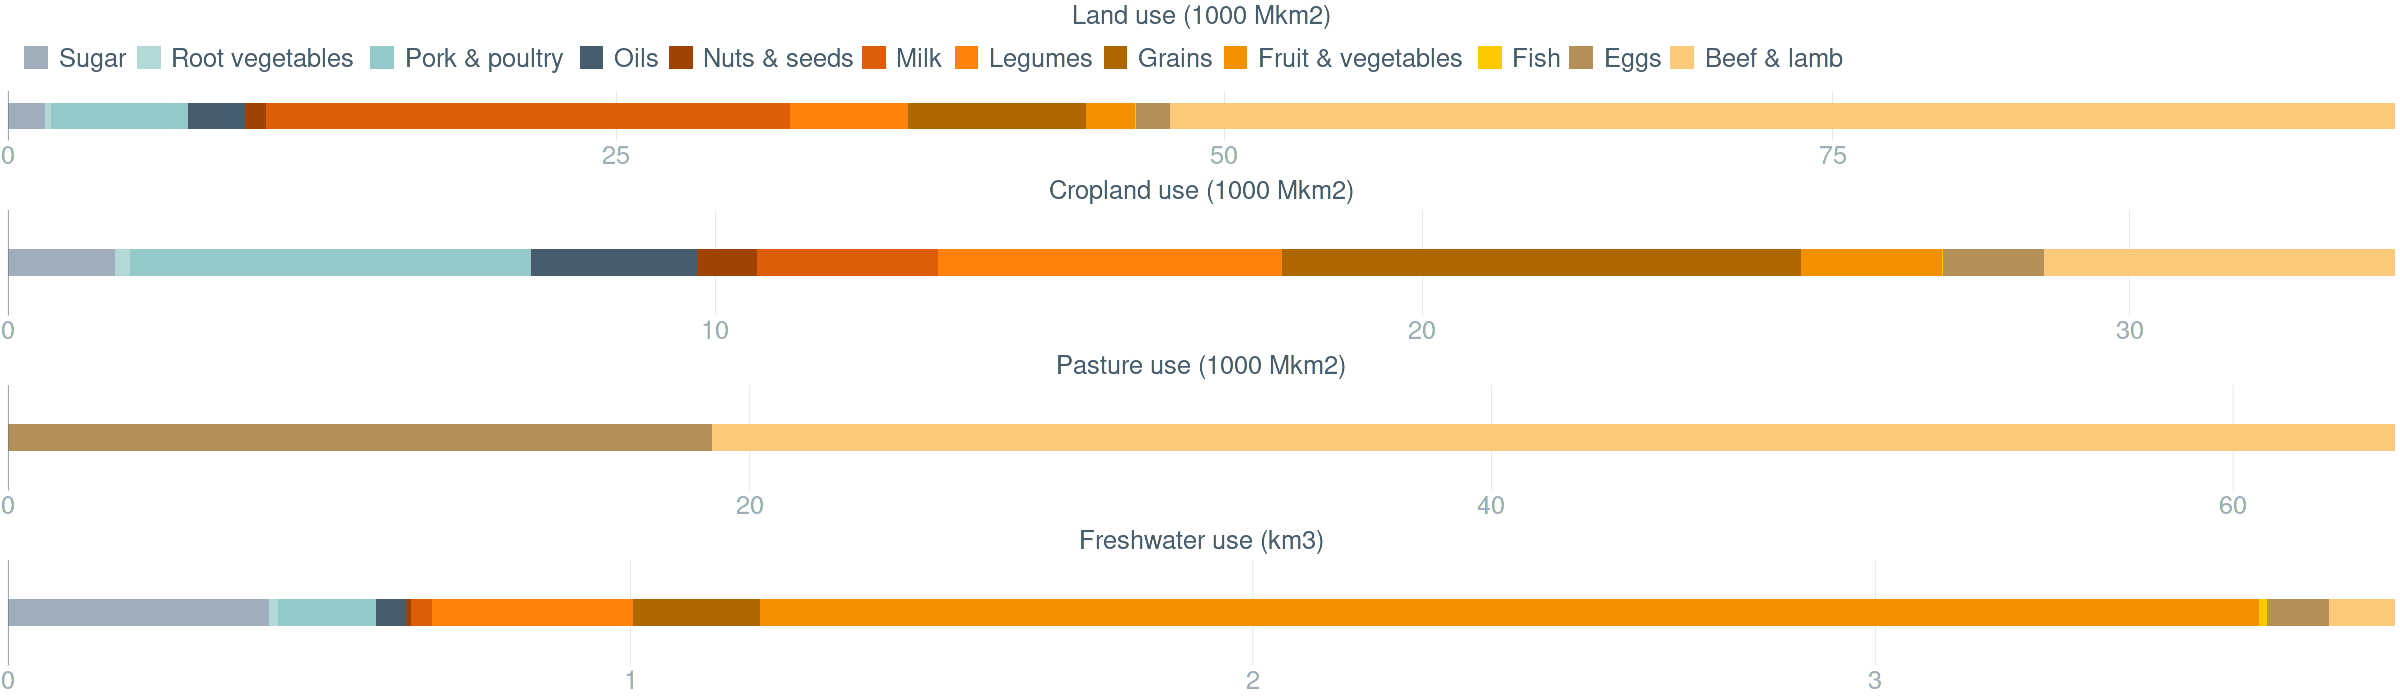 Land use (1000 Mkm2)
Sugar Root vegetables Pork & poultry Oils Nuts & seeds Milk Legumes Grains Fruit & vegetables Fish Eggs Beef & lamb
0 25 50 75
Cropland use (1000 Mkm2)
0 10 20 30
Pasture use (1000 Mkm2)
0 20 40 60
Freshwater use (km3)
0 1 2 3